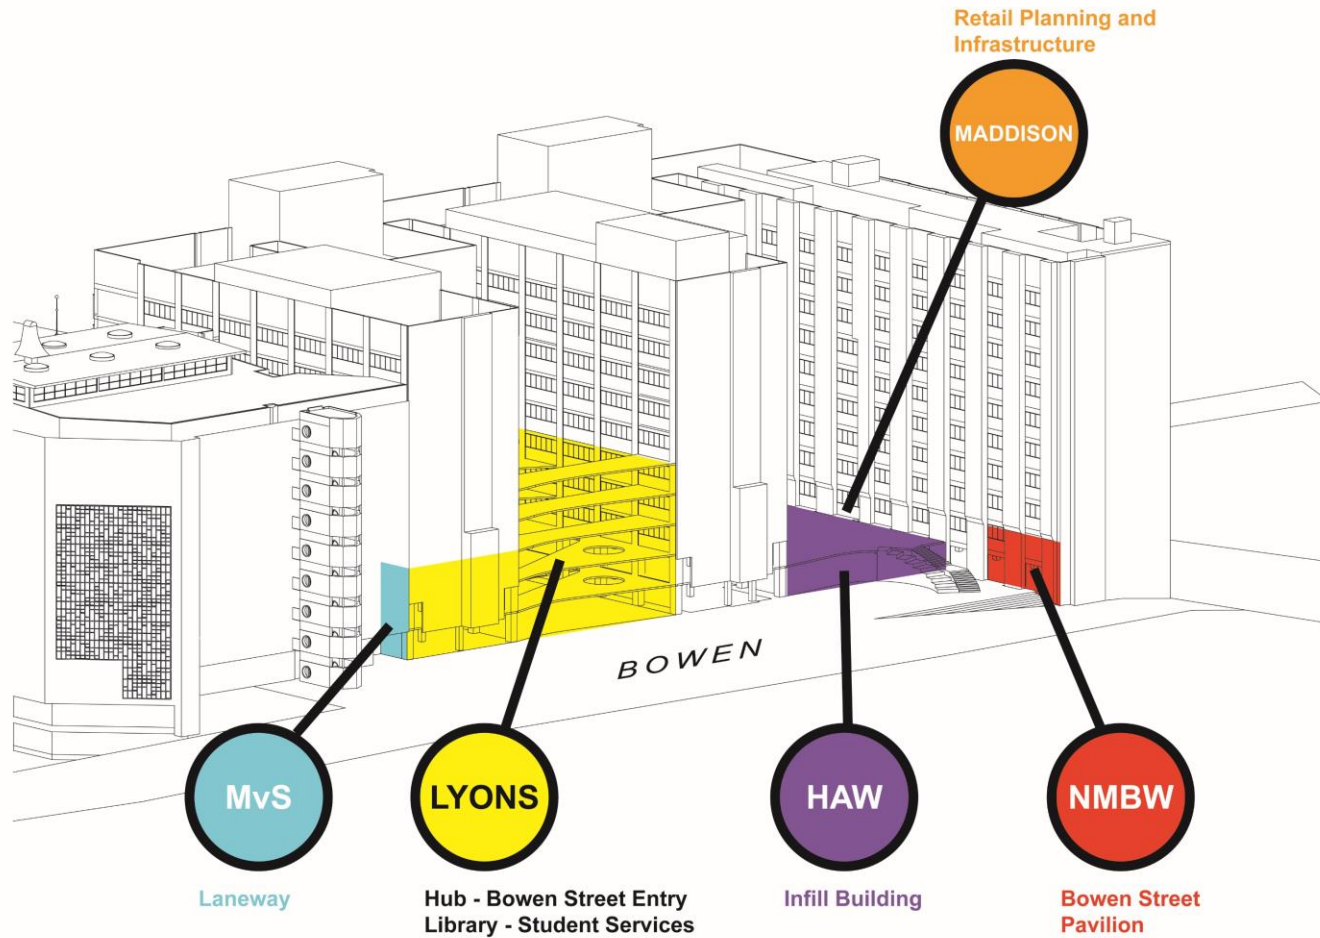 Retail Planning and
Infrastructure
MADDISON
BOWEN
MvS
LYONS
HAW
NMBW
Laneway
Hub - Bowen Street Entry
Library - Student Services
Infill Building
Bowen Street
Pavilion